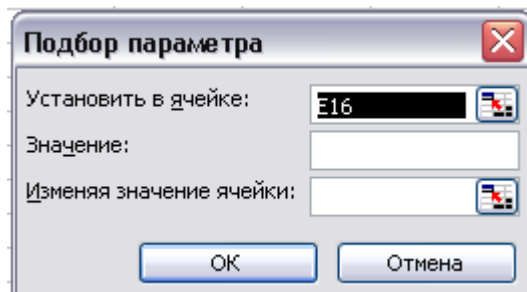 Подбор параметра
Установить в ячейке:
E16
Значение:
Изменяя значение ячейки:
ОК
Отмена